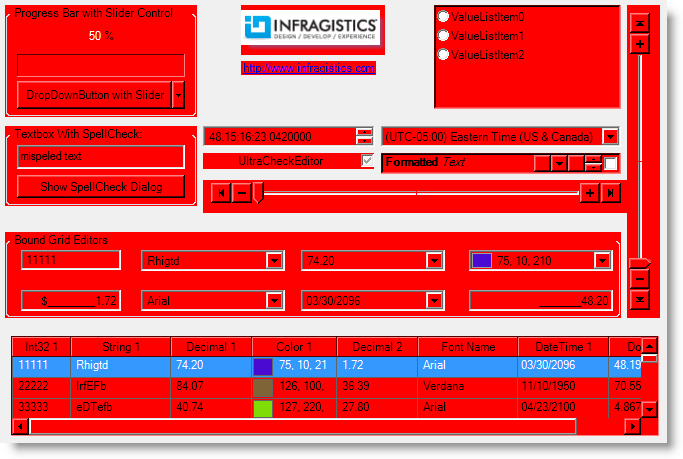 Progress Bar with Slider Control
50 %
DropDownButton with Slider
INFRAGISTICS
DESIGN / DEVELOP / EXPERIENCE
http://www.infragistics.com
ValueListItem0
ValueListItem1
ValueListItem2
Textbox With SpellCheck:
mispeled text
Show SpellCheck Dialog
48.15:16:23.0420000
(UTC-05:00) Eastern Time (US & Canada)
UltraCheckEditor
Formatted Text
Bound Grid Editors
11111 Rhigtd 74.20 75, 10, 210
$_______1.72 Arial 03/30/2096 ______48.20
Int32 1 String 1 Decimal 1 Color 1 Decimal 2 Font Name DateTime 1 Do
11111 Rhigtd 74.20 75, 10, 21 1.72 Arial 03/30/2096 48.19
22222 IrfEFb 84.07 126, 100, 36.39 Verdana 11/10/1950 70.55
33333 eDTefb 40.74 127, 220, 27.80 Arial 04/23/2100 4.867